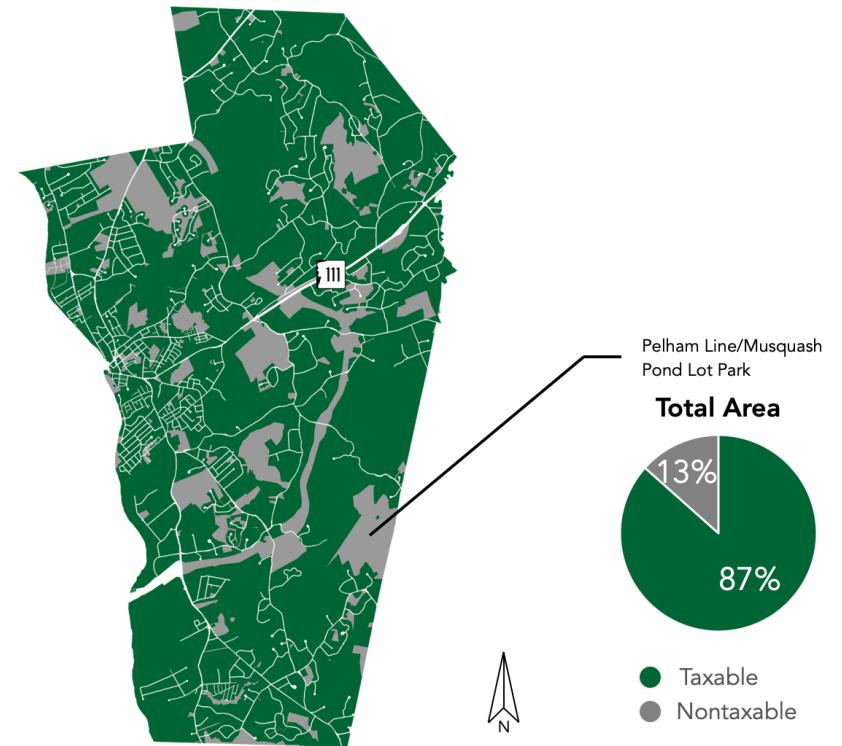 111
Pelham Line/Musquash
Pond Lot Park
Total Area
13%
87%
Taxable
Nontaxable
N